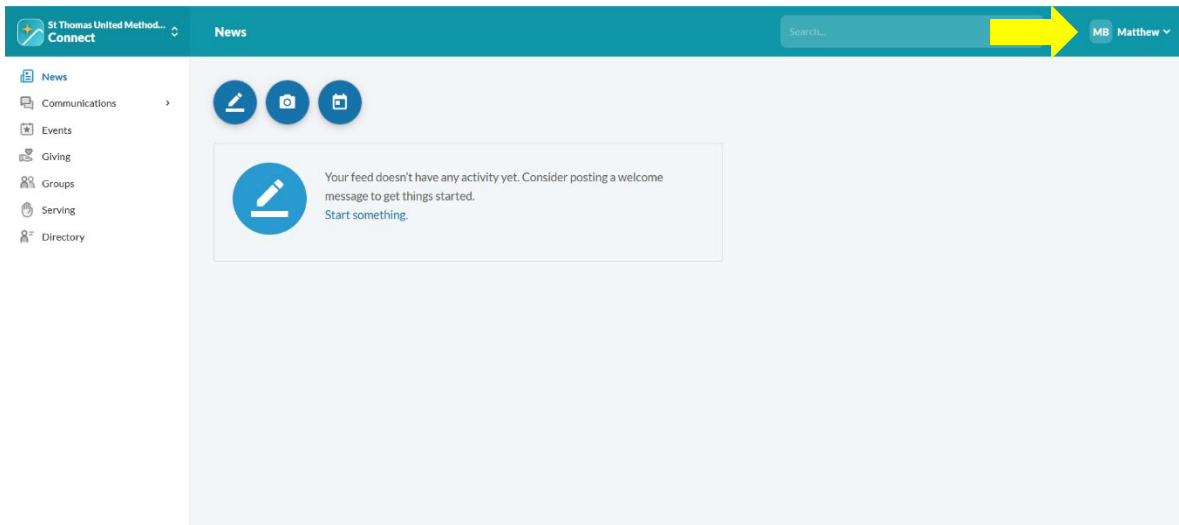 St Thomas United Method...
Connect
News
Search...
MB Matthew
News
Communications
Events
Giving
Groups
Serving
Directory
Your feed doesn't have any activity yet. Consider posting a welcome
message to get things started.
Start something.